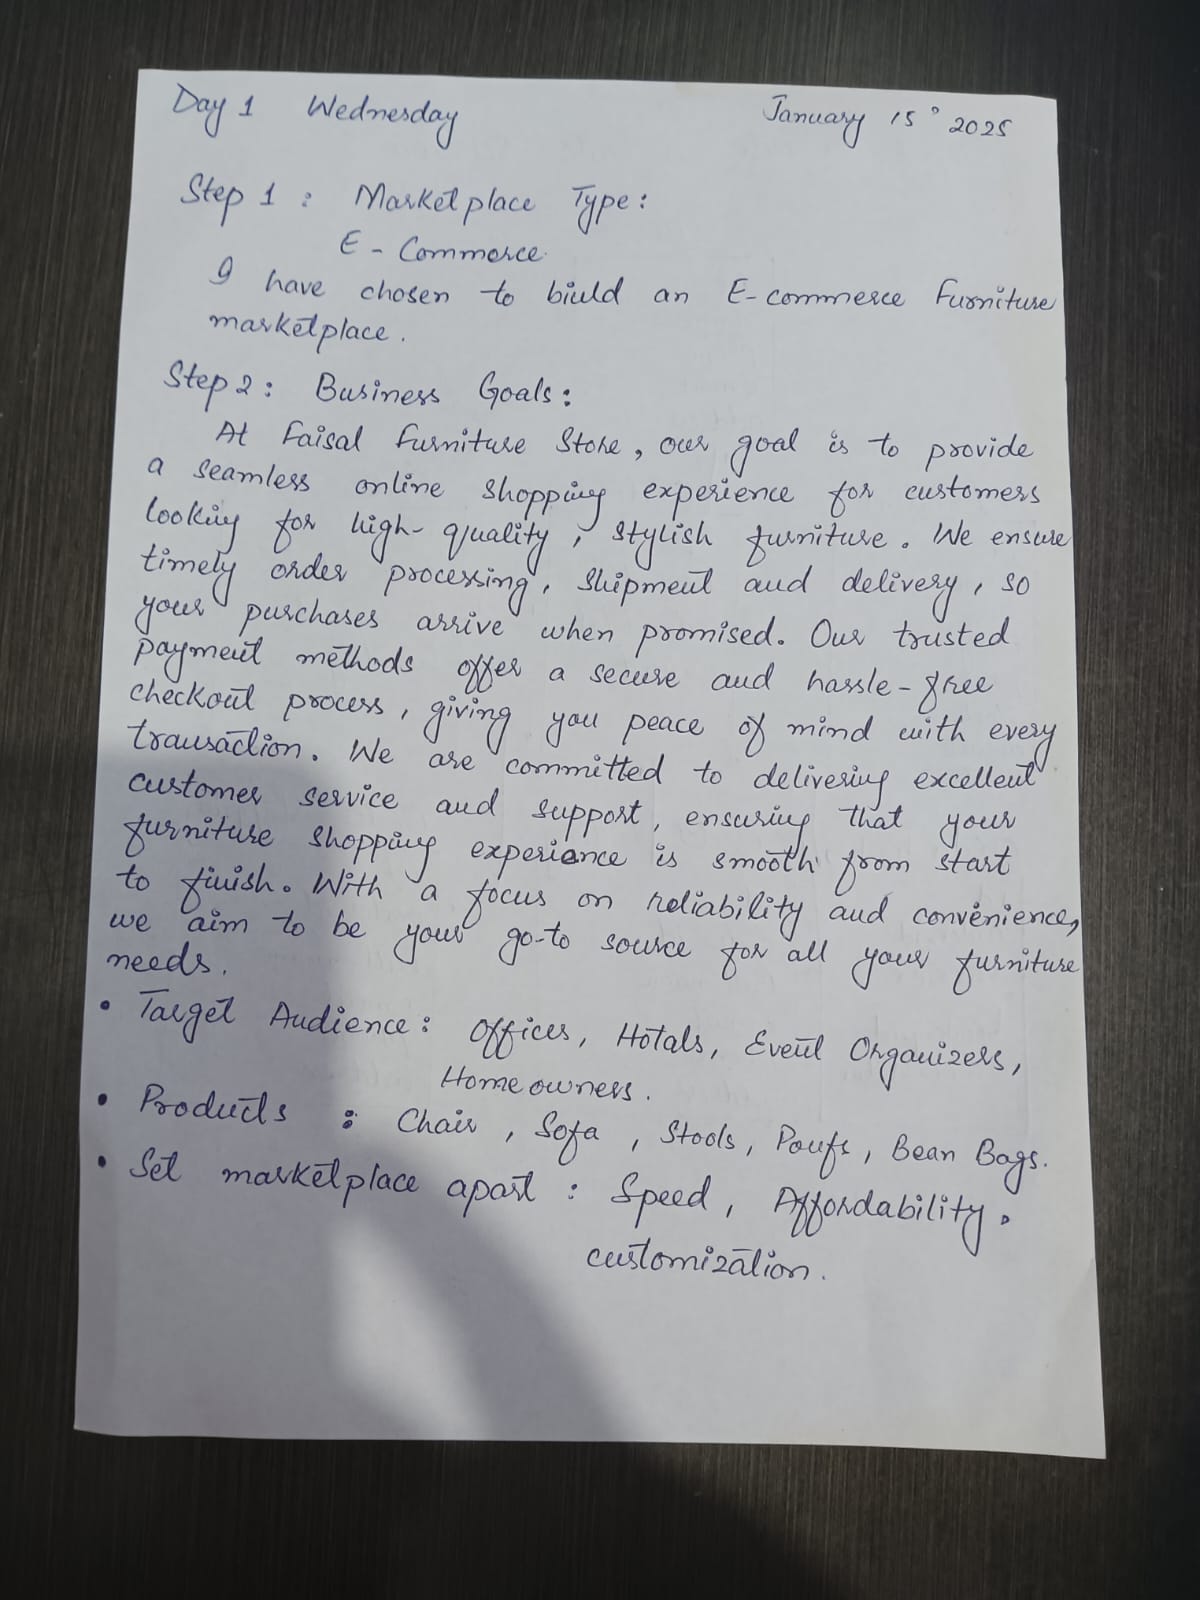 Day 1 Wednesday January 15° 2025
Step 1 : Marketplace Type:
E - Commerce
I have chosen to biuld an E-commerce Furniture
marketplace.
Step 2: Business Goals:
At Faisal Furniture Store, our goal is to provide
a seamless online shopping experience for customers
looking for high-quality, stylish furniture. We ensure
timely order processing, shipment and delivery, so
your purchases arrive when promised. Our trusted
payment methods offer a secure and hassle-free
checkout process, giving you peace of mind with every
transaction. We are committed to delivering excellent
customer service and support, ensuring that your
furniture shopping experience is smooth from start
to finish. With a focus on reliability and convenience,
we aim to be your go-to source for all your furniture
needs.
• Target Audience: Offices, Hotals, Event Organizers,
Home owners.
• Products : Chair, Sofa, Stools, Poufs, Bean Bags.
• Set marketplace apart : Speed, Affordability.
customization.